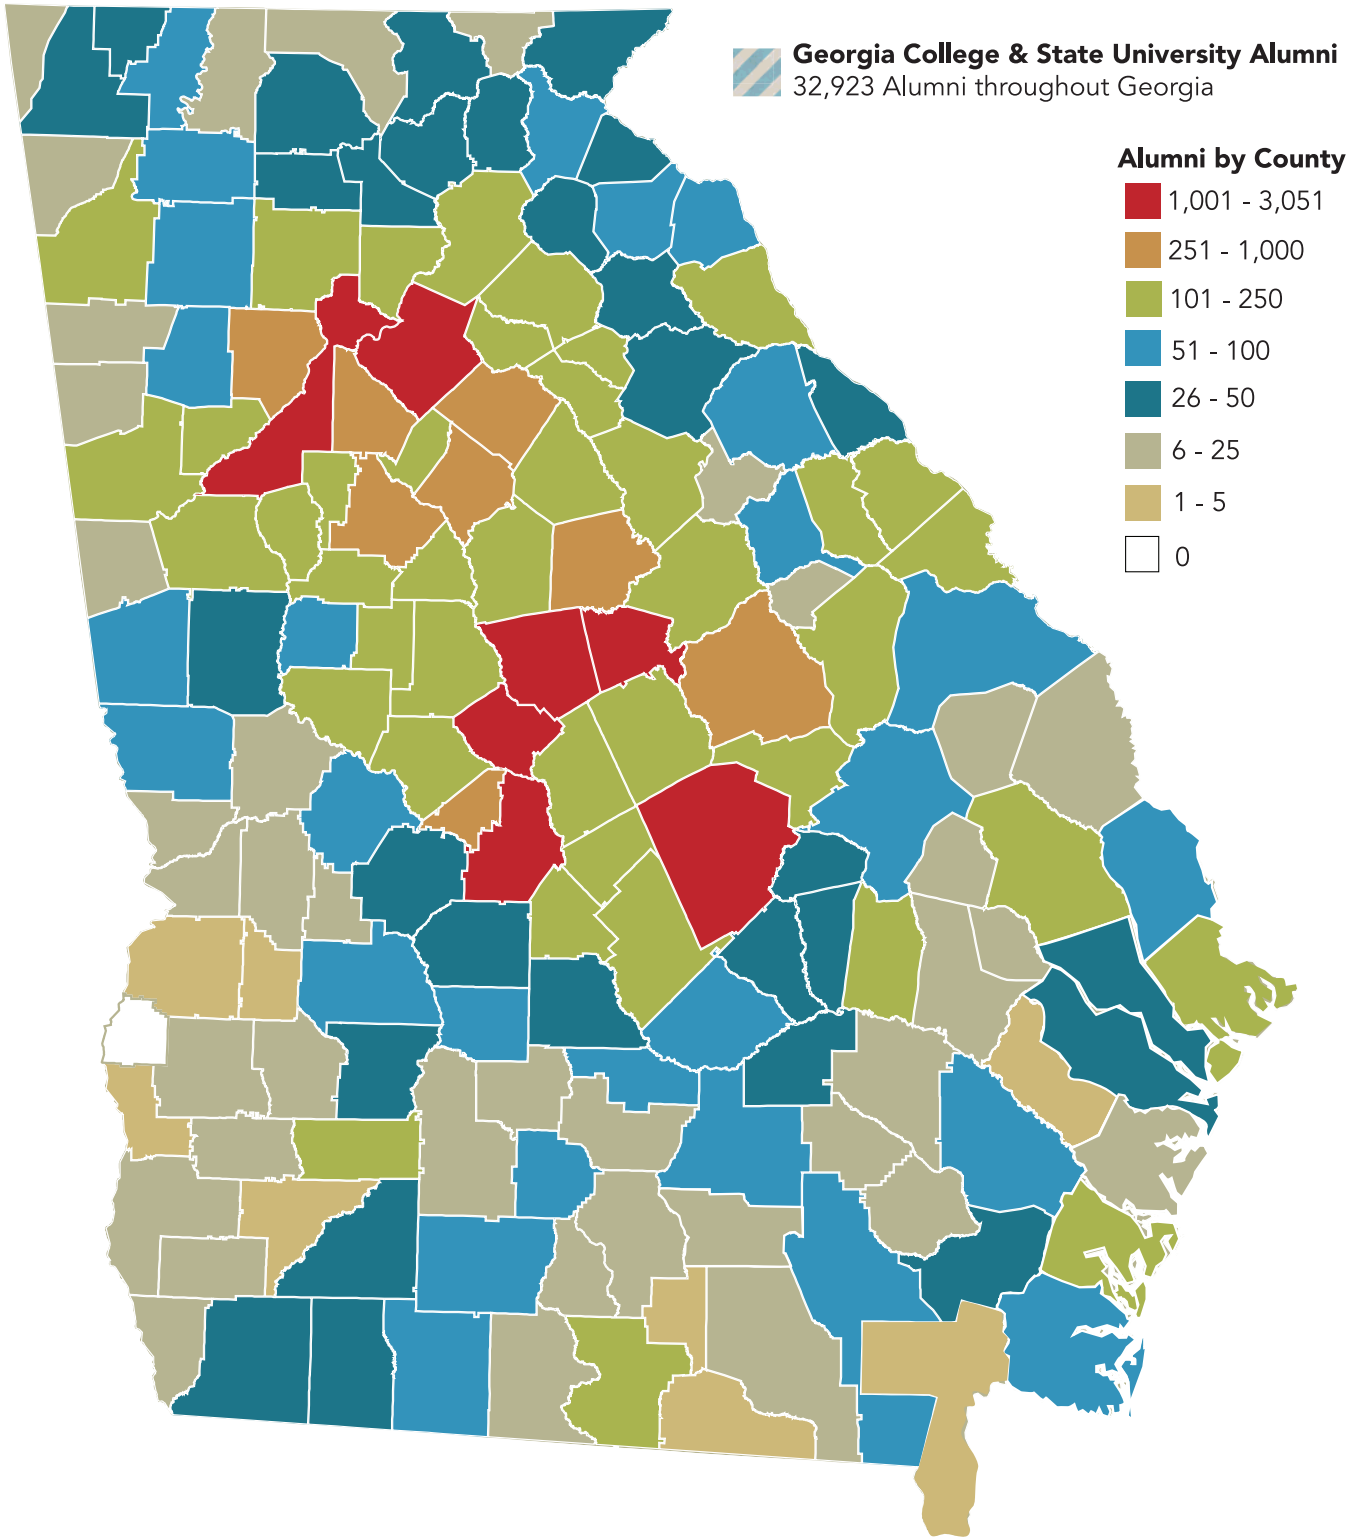 Georgia College & State University Alumni
32,923 Alumni throughout Georgia
Alumni by County
1,001 - 3,051
251 - 1,000
101 - 250
51 - 100
26 - 50
6 - 25
1 - 5
0